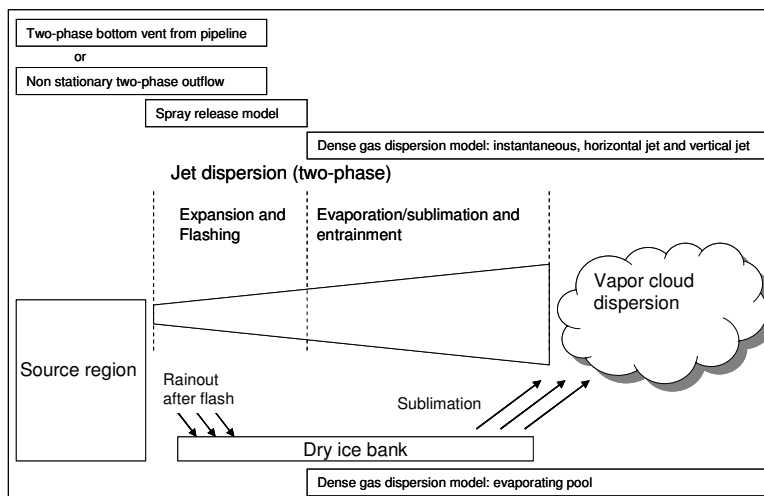 Two-phase bottom vent from pipeline
or
Non stationary two-phase outflow
Spray release model
Dense gas dispersion model: instantaneous, horizontal jet and vertical jet
Jet dispersion (two-phase)
Expansion and
Flashing
Evaporation/sublimation and
entrainment
Vapor cloud
dispersion
Source region
Rainout
after flash
Sublimation
Dry ice bank
Dense gas dispersion model: evaporating pool